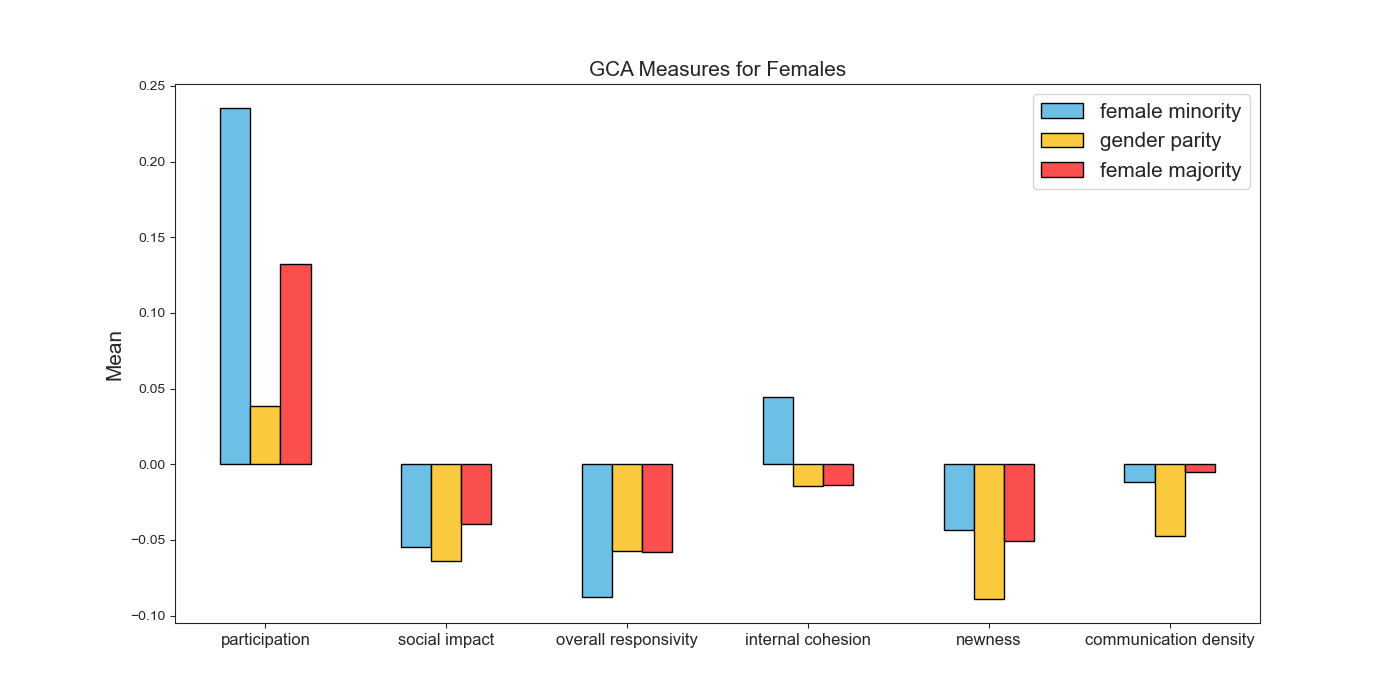 GCA Measures for Females
female minority
gender parity
female majority
Mean
0.25
0.20
0.15
0.10
0.05
0.00
−0.05
−0.10
participation social impact overall responsivity internal cohesion newness communication density